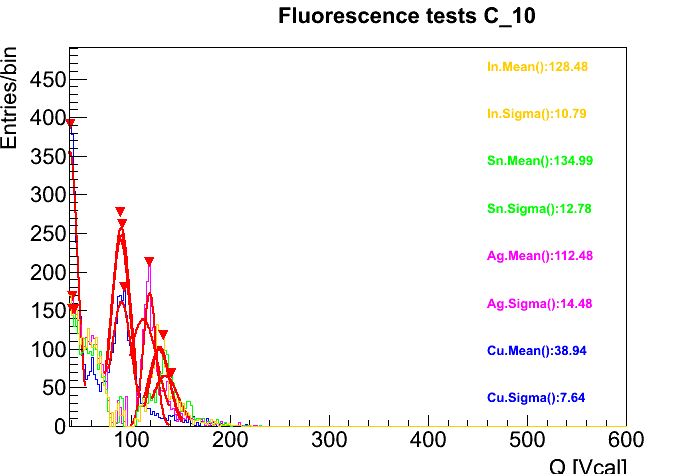 Fluorescence tests C_10
Entries/bin
450
400
350
300
250
200
150
100
50
0
100
200
300
400
500
600
Q [Vcal]
In.Mean():128.48
In.Sigma():10.79
Sn.Mean():134.99
Sn.Sigma():12.78
Ag.Mean():112.48
Ag.Sigma():14.48
Cu.Mean():38.94
Cu.Sigma():7.64